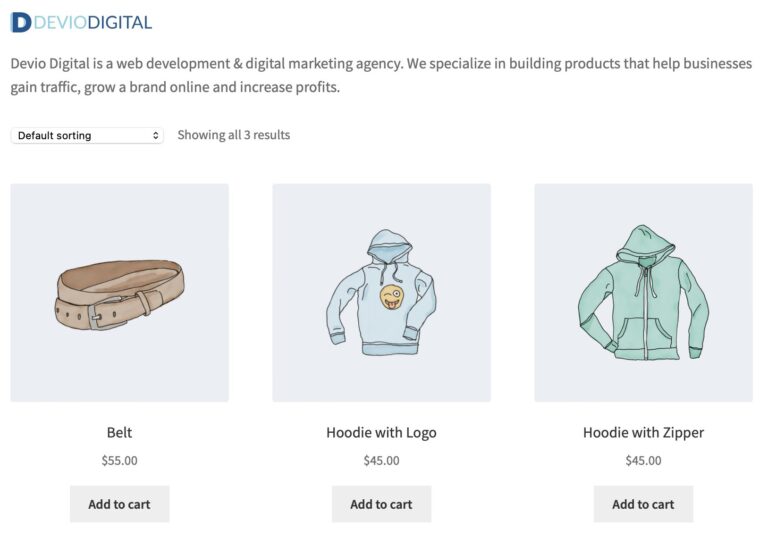 DEVIODIGITAL
Devio Digital is a web development & digital marketing agency. We specialize in building products that help businesses
gain traffic, grow a brand online and increase profits.
Default sorting
Showing all 3 results
Belt
$55.00
Add to cart
Hoodie with Logo
$45.00
Add to cart
Hoodie with Zipper
$45.00
Add to cart